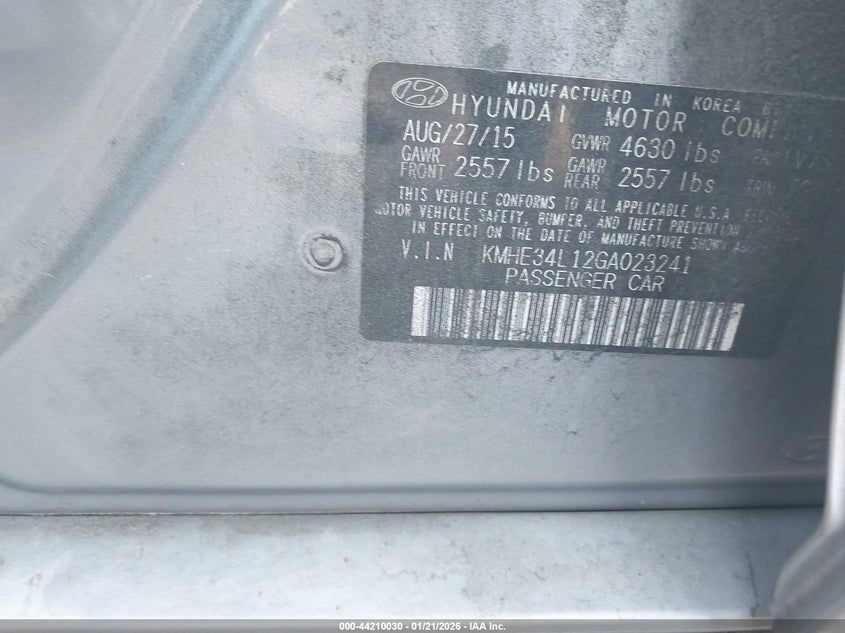 MANUFACTURED IN KOREA BY
HYUNDAI MOTOR COMPANY
AUG/27/15 GVWR 4630 lbs
GAWR FRONT 2557 lbs GAWR REAR 2557 lbs
THIS VEHICLE CONFORMS TO ALL APPLICABLE U.S.A
MOTOR VEHICLE SAFETY, BUMPER, AND THEFT PREVENTION
IN EFFECT ON THE DATE OF MANUFACTURE SHOWN
V.I.N KMHE34L12GA023241
PASSENGER CAR
000-44210030 - 01/21/2026 - IAA Inc.